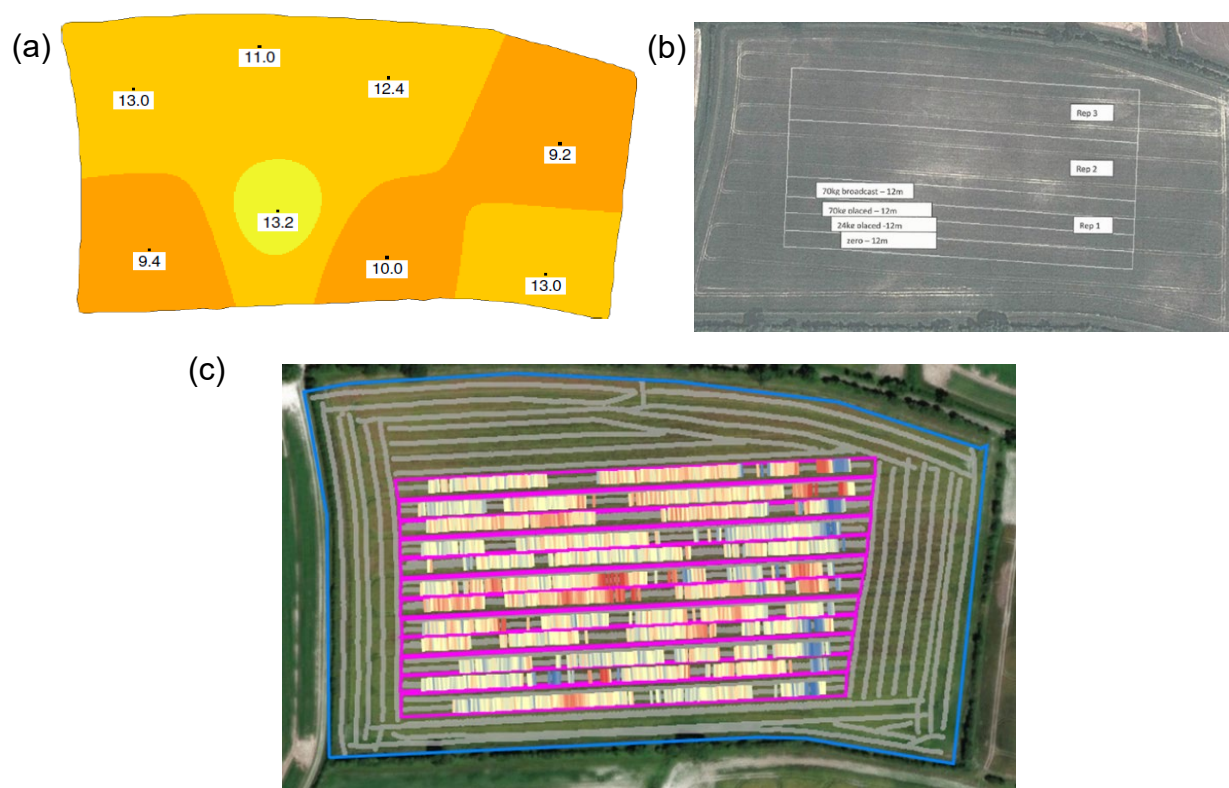 (a)
11.0
13.0
12.4
9.2
13.2
9.4
10.0
13.0
(b)
Rep 3
Rep 2
70kg broadcast – 12m
70kg placed – 12m
24kg placed -12m
zero – 12m
Rep 1
(c)